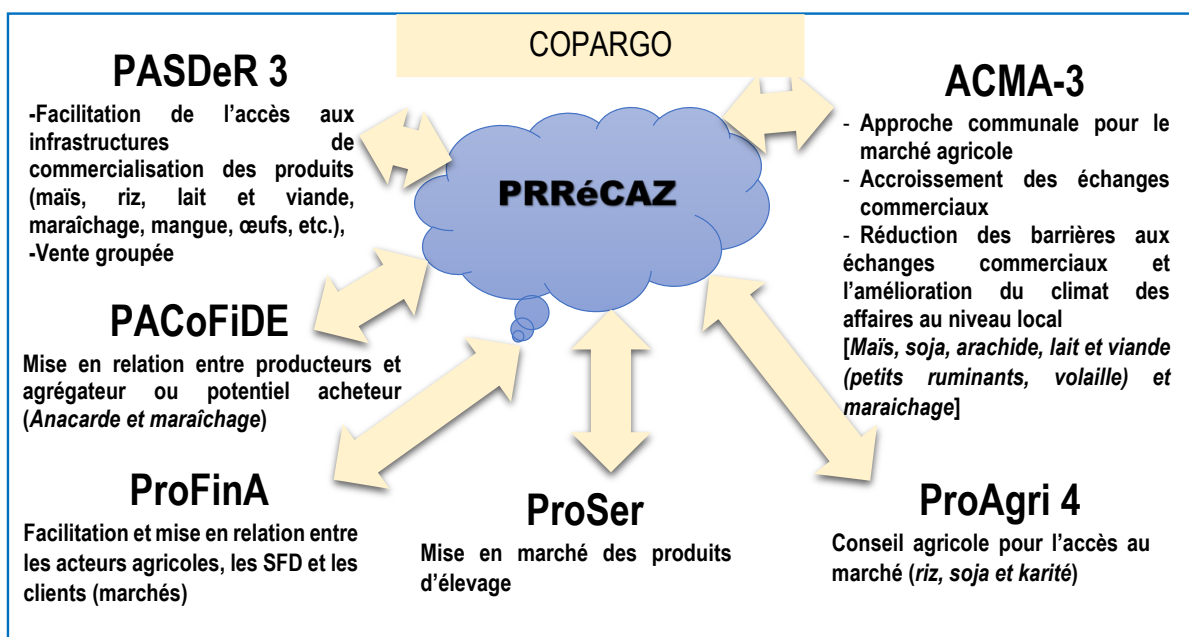 COPARGO
PASDeR 3
-Facilitation de l’accès aux
infrastructures de
commercialisation des produits
(maïs, riz, lait et viande,
maraîchage, mangue, œufs, etc.),
-Vente groupée
ACMA-3
- Approche communale pour le
marché agricole
- Accroissement des échanges
commerciaux
- Réduction des barrières aux
échanges commerciaux et
l’amélioration du climat des
affaires au niveau local
[Maïs, soja, arachide, lait et viande
(petits ruminants, volaille) et
maraichage]
PRRéCAZ
PACoFiDE
Mise en relation entre producteurs et
agrégateur ou potentiel acheteur
(Anacarde et maraîchage)
ProFinA
Facilitation et mise en relation entre
les acteurs agricoles, les SFD et les
clients (marchés)
ProSer
Mise en marché des produits
d’élevage
ProAgri 4
Conseil agricole pour l’accès au
marché (riz, soja et karité)